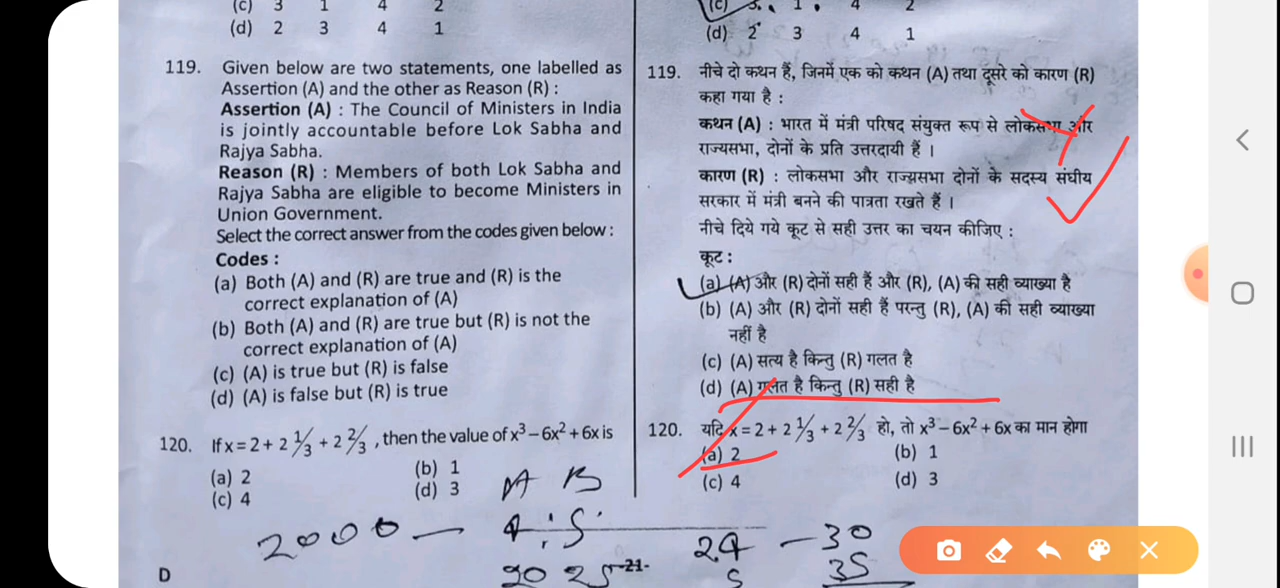 (c) 3 1 4 2
(d) 2 3 4 1
119. Given below are two statements, one labelled as
Assertion (A) and the other as Reason (R) :
Assertion (A) : The Council of Ministers in India
is jointly accountable before Lok Sabha and
Rajya Sabha.
Reason (R) : Members of both Lok Sabha and
Rajya Sabha are eligible to become Ministers in
Union Government.
Select the correct answer from the codes given below :
Codes :
(a) Both (A) and (R) are true and (R) is the
correct explanation of (A)
(b) Both (A) and (R) are true but (R) is not the
correct explanation of (A)
(c) (A) is true but (R) is false
(d) (A) is false but (R) is true
120. If x = 2 + 2 1/3 + 2 2/3 , then the value of x³ – 6x² + 6x is
(a) 2 (b) 1
(c) 4 (d) 3
(c) 3 1 4 2
(d) 2 3 4 1
119. नीचे दो कथन हैं, जिनमें एक को कथन (A) तथा दूसरे को कारण (R)
कहा गया है :
कथन (A) : भारत में मंत्री परिषद संयुक्त रूप से लोकसभा और
राज्यसभा, दोनों के प्रति उत्तरदायी हैं ।
कारण (R) : लोकसभा और राज्यसभा दोनों के सदस्य संघीय
सरकार में मंत्री बनने की पात्रता रखते हैं ।
नीचे दिये गये कूट से सही उत्तर का चयन कीजिए :
कूट :
(a) (A) और (R) दोनों सही हैं और (R), (A) की सही व्याख्या है
(b) (A) और (R) दोनों सही हैं परन्तु (R), (A) की सही व्याख्या
नहीं है
(c) (A) सत्य है किन्तु (R) गलत है
(d) (A) गलत है किन्तु (R) सही है
120. यदि x = 2 + 2 1/3 + 2 2/3 हो, तो x³ – 6x² + 6x का मान होगा
(a) 2 (b) 1
(c) 4 (d) 3
A B
2000 — 4 : 5
20 25
24 — 30
5 35
D -21-